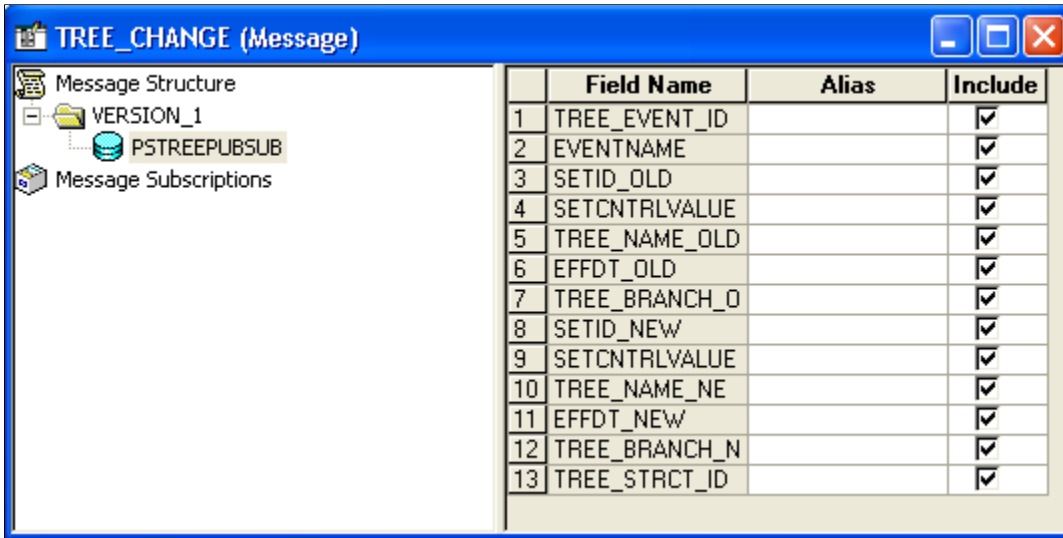 TREE_CHANGE (Message)
Message Structure
VERSION_1
PSTREEPUBSUB
Message Subscriptions
Field Name Alias Include
1 TREE_EVENT_ID
2 EVENTNAME
3 SETID_OLD
4 SETCNTRLVALUE
5 TREE_NAME_OLD
6 EFFDT_OLD
7 TREE_BRANCH_O
8 SETID_NEW
9 SETCNTRLVALUE
10 TREE_NAME_NE
11 EFFDT_NEW
12 TREE_BRANCH_N
13 TREE_STRCT_ID